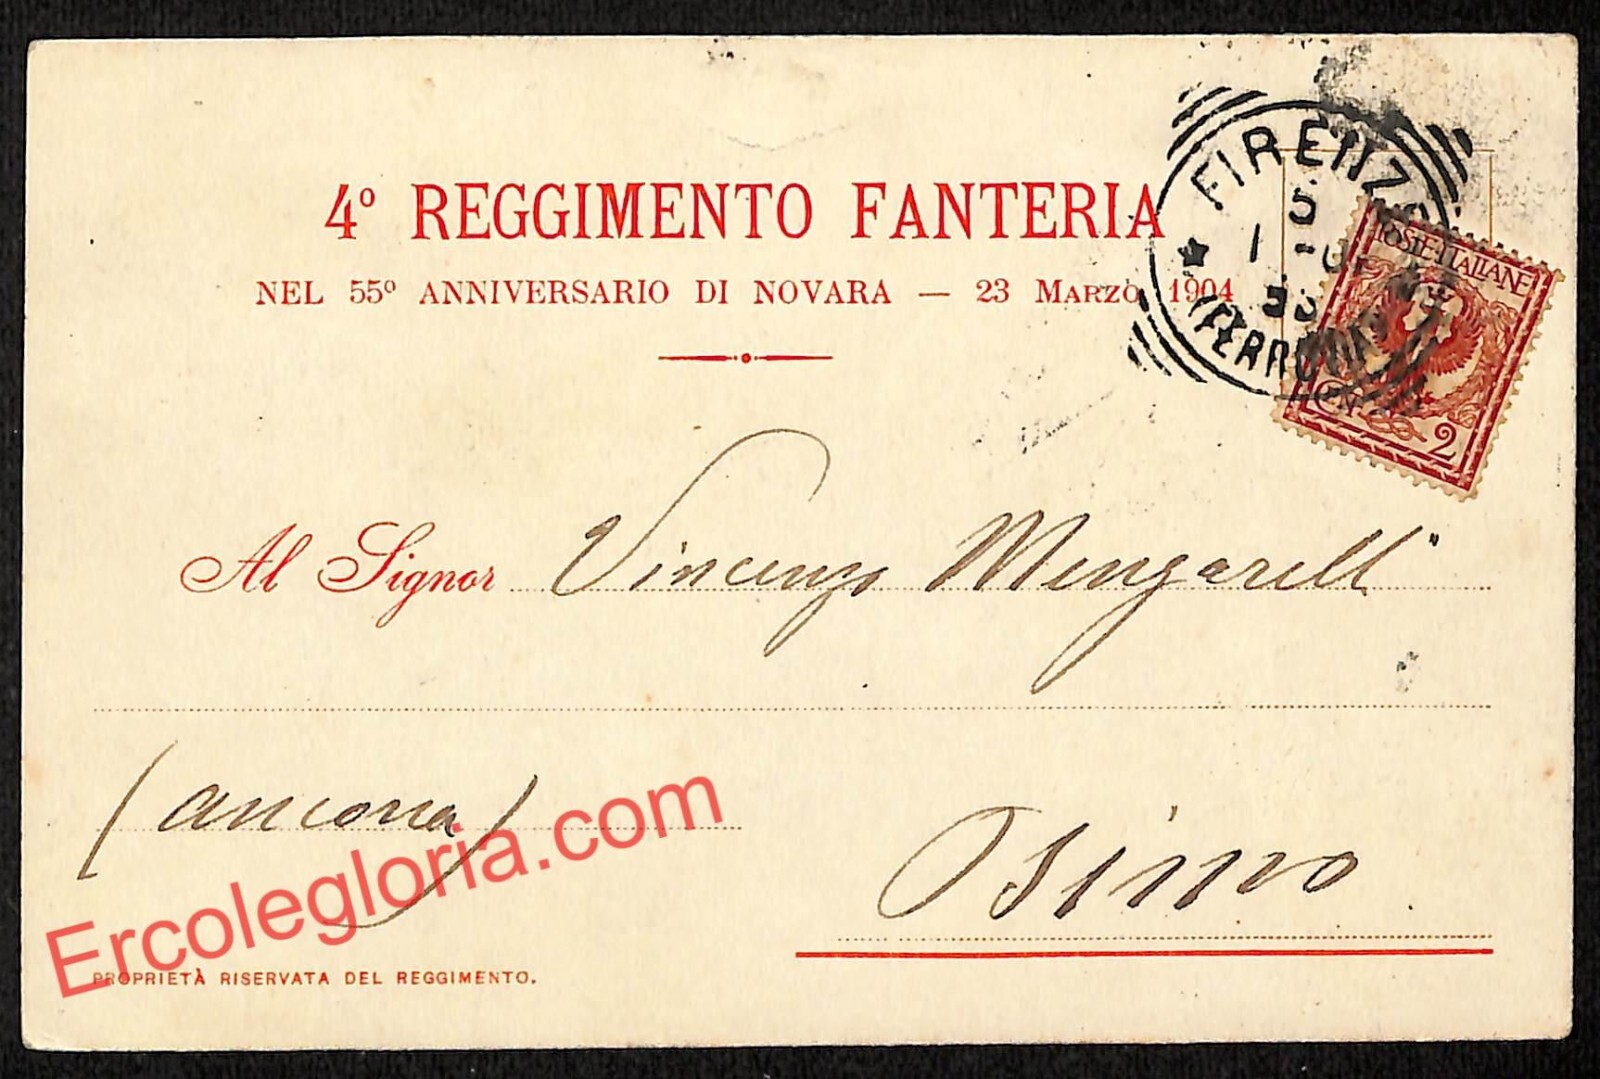 4º REGGIMENTO FANTERIA
NEL 55º ANNIVERSARIO DI NOVARA — 23 MARZO 1904
FIRENZE
(FERROVIA)
POSTE·ITALIANE
CEN. 2
Al Signor Vincenzo Mengarelli
(Ancona)
Osimo
Ercolegloria.com
PROPRIETÀ RISERVATA DEL REGGIMENTO.